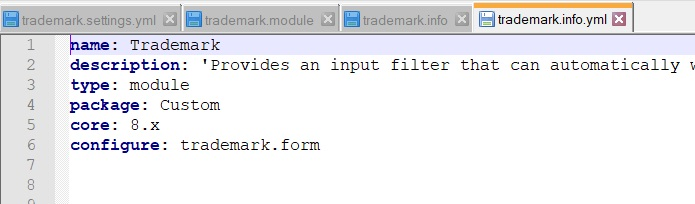 trademark.settings.yml trademark.module trademark.info trademark.info.yml
1 name: Trademark
2 description: 'Provides an input filter that can automatically
3 type: module
4 package: Custom
5 core: 8.x
6 configure: trademark.form
7
8